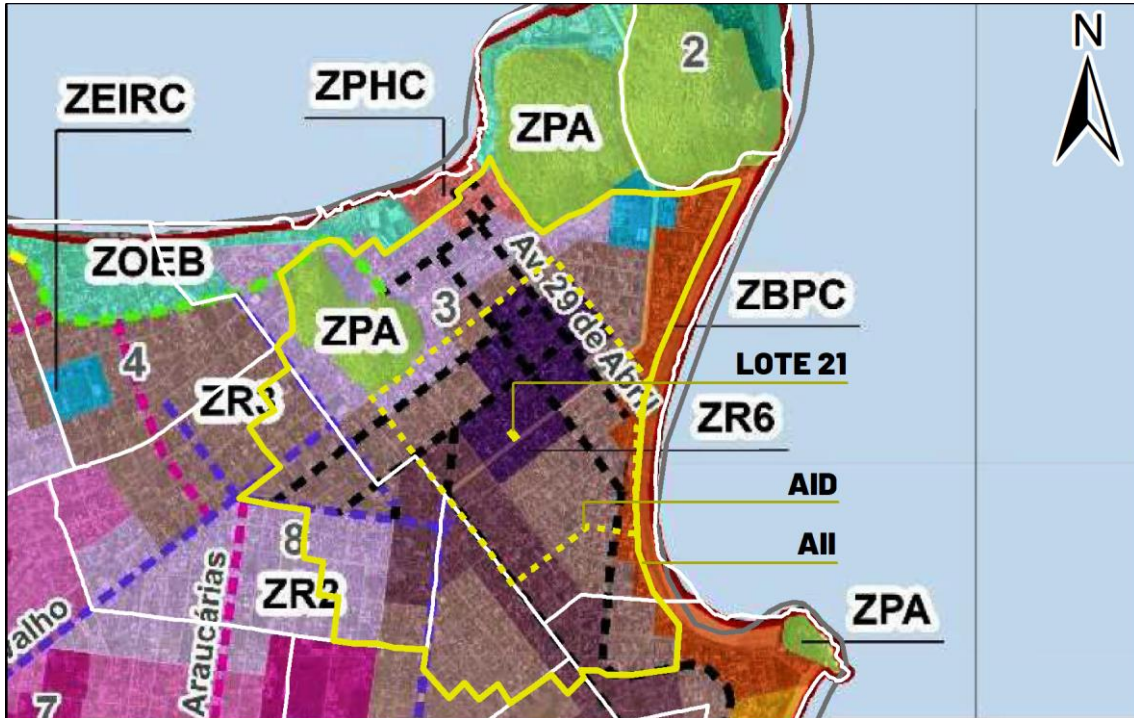 N
2
ZEIRC
ZPHC
ZPA
ZOEB
Av. 29 de Abril
3
ZBPC
ZPA
LOTE 21
4
ZR3
ZR6
AID
8
AII
ZR2
ZPA
Araucárias
valho
7